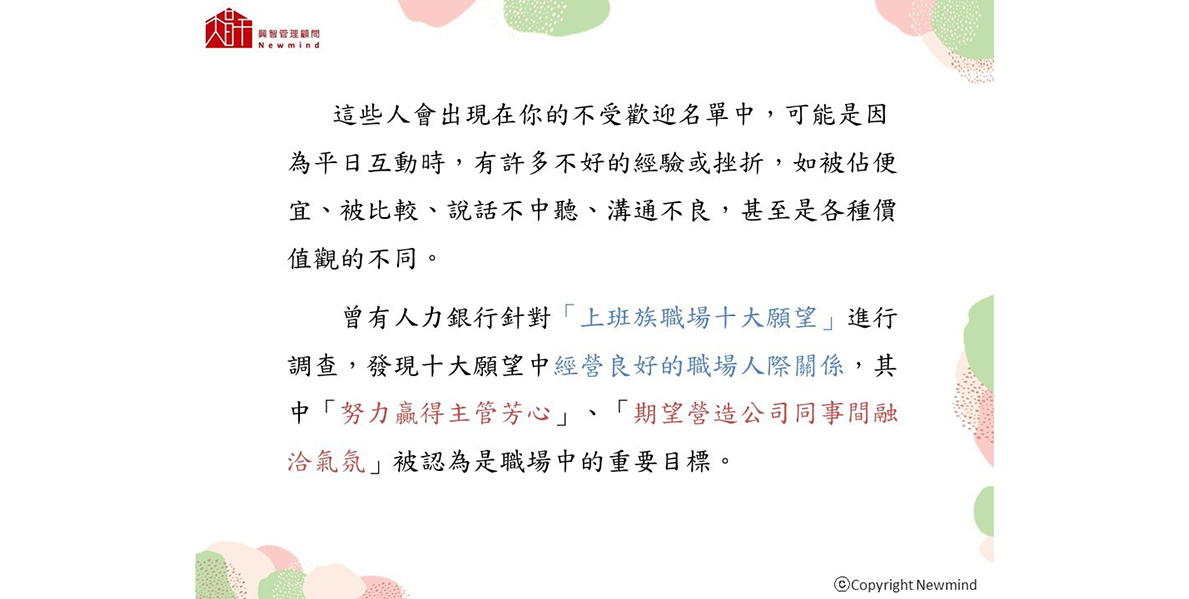 興智管理顧問
Newmind
這些人會出現在你的不受歡迎名單中，可能是因
為平日互動時，有許多不好的經驗或挫折，如被佔便
宜、被比較、說話不中聽、溝通不良，甚至是各種價
值觀的不同。
曾有人力銀行針對「上班族職場十大願望」進行
調查，發現十大願望中經營良好的職場人際關係，其
中「努力贏得主管芳心」、「期望營造公司同事間融
洽氣氛」被認為是職場中的重要目標。
©Copyright Newmind